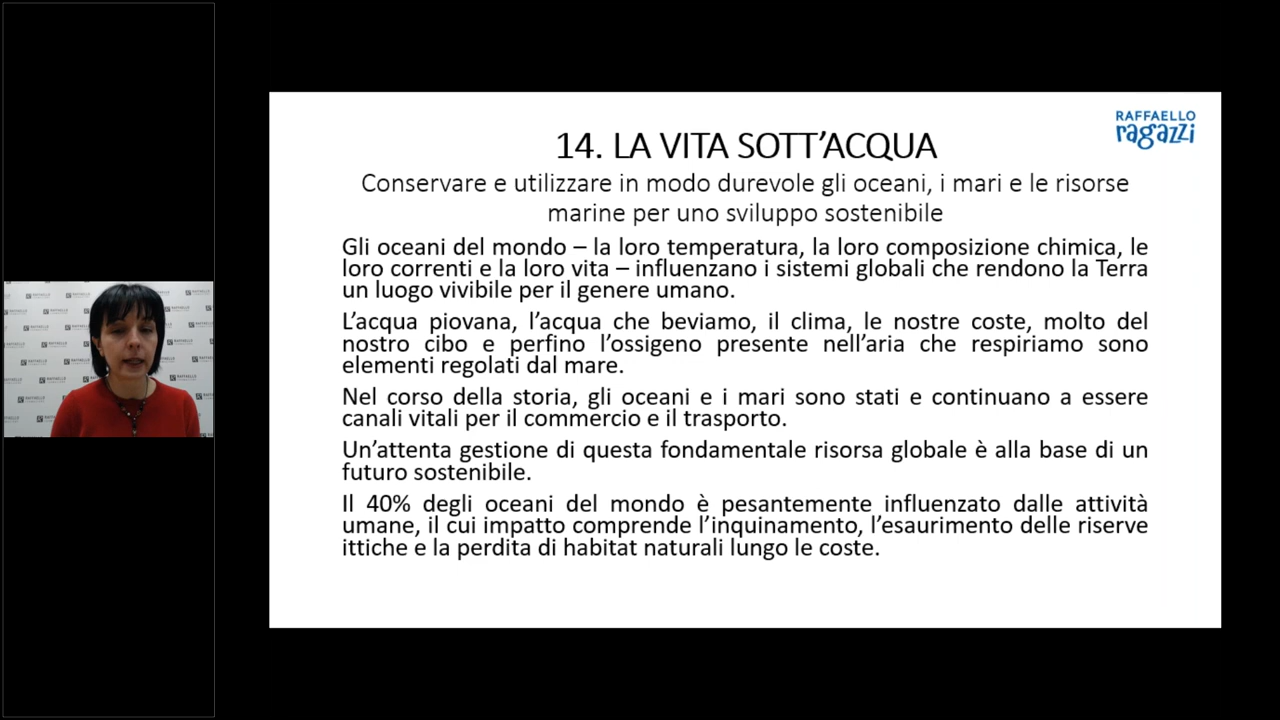 RAFFAELLO
ragazzi
14. LA VITA SOTT’ACQUA
Conservare e utilizzare in modo durevole gli oceani, i mari e le risorse
marine per uno sviluppo sostenibile
Gli oceani del mondo – la loro temperatura, la loro composizione chimica, le
loro correnti e la loro vita – influenzano i sistemi globali che rendono la Terra
un luogo vivibile per il genere umano.
L’acqua piovana, l’acqua che beviamo, il clima, le nostre coste, molto del
nostro cibo e perfino l’ossigeno presente nell’aria che respiriamo sono
elementi regolati dal mare.
Nel corso della storia, gli oceani e i mari sono stati e continuano a essere
canali vitali per il commercio e il trasporto.
Un’attenta gestione di questa fondamentale risorsa globale è alla base di un
futuro sostenibile.
Il 40% degli oceani del mondo è pesantemente influenzato dalle attività
umane, il cui impatto comprende l’inquinamento, l’esaurimento delle riserve
ittiche e la perdita di habitat naturali lungo le coste.